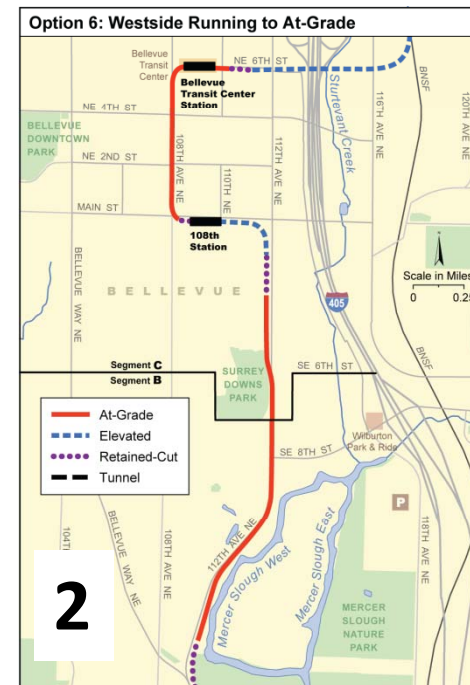 Option 6: Westside Running to At-Grade
Bellevue
Transit
Center
NE 6TH ST
Bellevue
Transit Center
Station
Sturtevant Creek
116TH AVE NE
BNSF
120TH AVE NE
NE 4TH ST
BELLEVUE
DOWNTOWN
PARK
108TH AVE NE
110TH AVE NE
112TH AVE NE
NE 2ND ST
MAIN ST
108th
Station
Scale in Miles
0 0.25
405
BELLEVUE
BELLEVUE WAY NE
BNSF
Segment C
Segment B
SURREY
DOWNS
PARK
SE 6TH ST
At-Grade
Elevated
Retained-Cut
Tunnel
Wilburton
Park & Ride
SE 8TH ST
P
104TH
BELLEVUE WAY NE
108TH AVE NE
112TH AVE NE
Mercer Slough West
Mercer Slough East
118TH AVE NE
MERCER
SLOUGH
NATURE
PARK
2